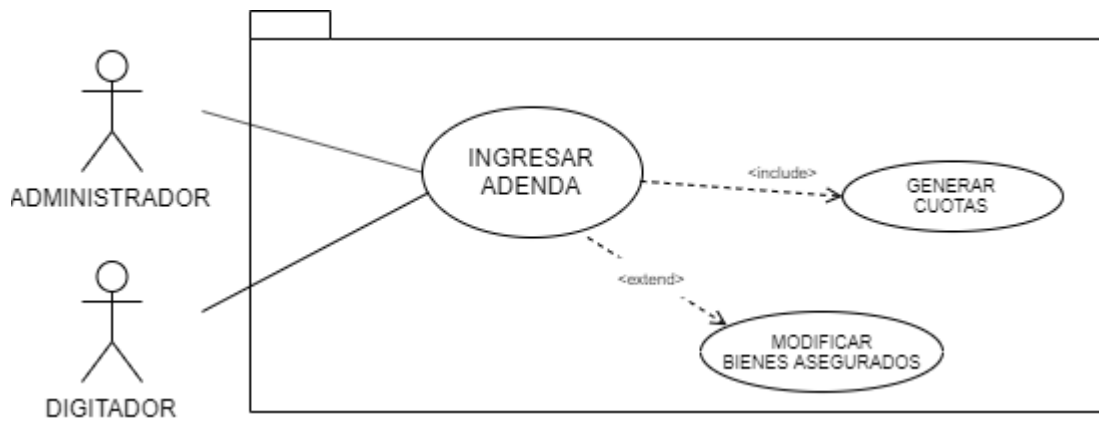 ADMINISTRADOR
DIGITADOR
INGRESAR
ADENDA
<include>
GENERAR
CUOTAS
<extend>
MODIFICAR
BIENES ASEGURADOS